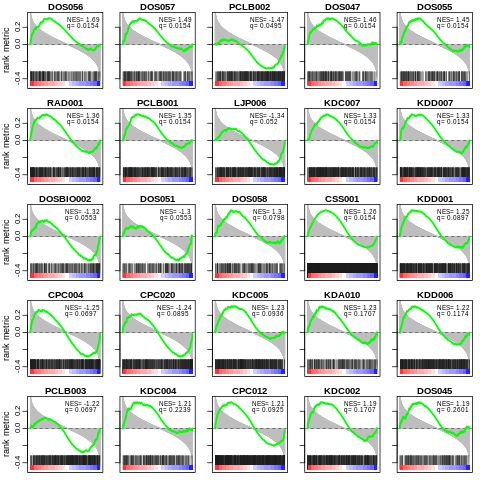 DOS056 DOS057 PCLB002 DOS047 DOS055
NES= 1.69 NES= 1.49 NES= -1.47 NES= 1.46 NES= 1.45
q= 0.0154 q= 0.0154 q= 0.0495 q= 0.0154 q= 0.0154
rank metric
0.2
0.0
-0.4
RAD001 PCLB001 LJP006 KDC007 KDD007
NES= 1.36 NES= 1.35 NES= -1.34 NES= 1.33 NES= 1.33
q= 0.0154 q= 0.0154 q= 0.052 q= 0.0154 q= 0.0154
rank metric
0.2
0.0
-0.4
DOSBIO002 DOS051 DOS058 CSS001 KDD001
NES= -1.32 NES= -1.3 NES= 1.3 NES= 1.26 NES= 1.25
q= 0.0553 q= 0.0553 q= 0.0798 q= 0.0154 q= 0.0897
rank metric
0.2
0.0
-0.4
CPC004 CPC020 KDC005 KDA010 KDD006
NES= -1.25 NES= -1.24 NES= 1.23 NES= 1.23 NES= 1.22
q= 0.0697 q= 0.0895 q= 0.0936 q= 0.1707 q= 0.1174
rank metric
0.2
0.0
-0.4
PCLB003 KDC004 CPC012 KDC002 DOS045
NES= -1.22 NES= 1.21 NES= 1.21 NES= 1.19 NES= 1.19
q= 0.0697 q= 0.2239 q= 0.0925 q= 0.1707 q= 0.2601
rank metric
0.2
0.0
-0.4